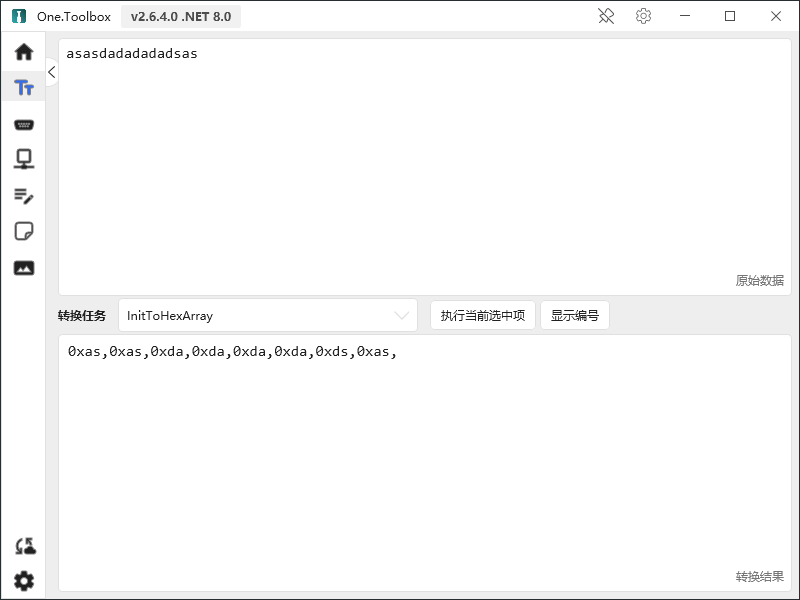 One.Toolbox v2.6.4.0 .NET 8.0
Tт
asasdadadadadsas
原始数据
转换任务 InitToHexArray 执行当前选中项 显示编号
0xas,0xas,0xda,0xda,0xda,0xda,0xds,0xas,
转换结果